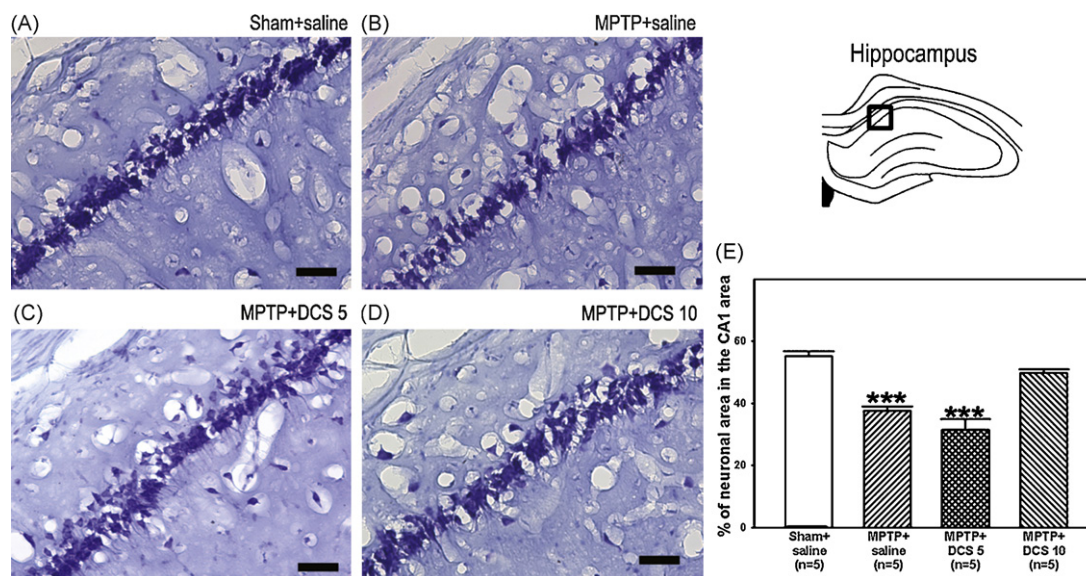 (A) Sham+saline
(B) MPTP+saline
Hippocampus
(C) MPTP+DCS 5
(D) MPTP+DCS 10
(E)
% of neuronal area in the CA1 area
60
40
20
0
*** ***
Sham+ saline (n=5)
MPTP+ saline (n=5)
MPTP+ DCS 5 (n=5)
MPTP+ DCS 10 (n=5)